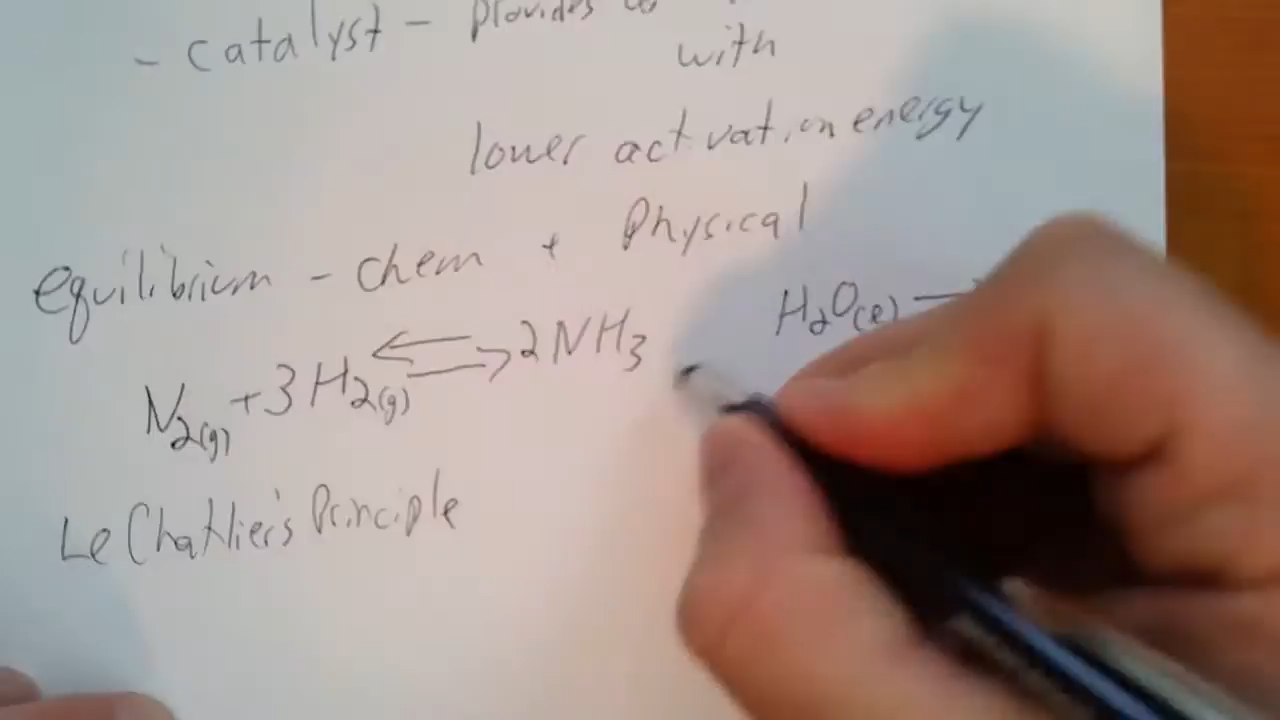 - catalyst - Provides
with
lower activation energy
equilibrium - chem + Physical
H2O(l) →
N2(g) + 3H2(g) ⇌ 2NH3
Le Chatlier's Principle